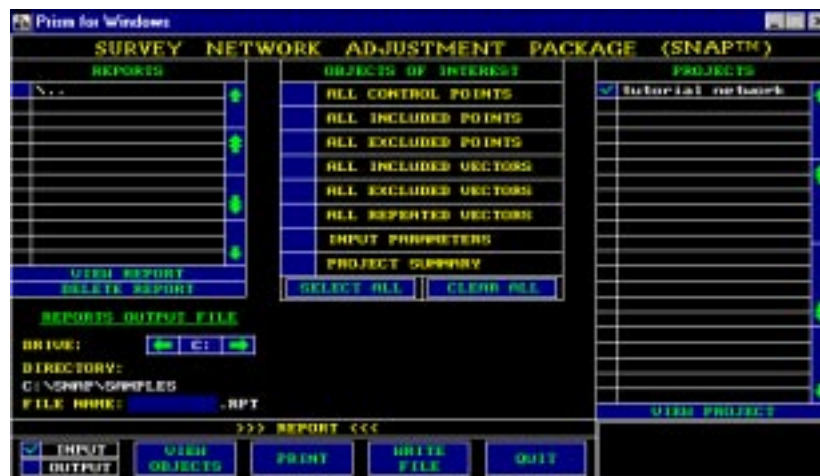 Prism for Windows
SURVEY NETWORK ADJUSTMENT PACKAGE (SNAP™)
REPORTS
\..
VIEW REPORT
DELETE REPORT
OBJECTS OF INTEREST
ALL CONTROL POINTS
ALL INCLUDED POINTS
ALL EXCLUDED POINTS
ALL INCLUDED VECTORS
ALL EXCLUDED VECTORS
ALL REPEATED VECTORS
INPUT PARAMETERS
PROJECT SUMMARY
SELECT ALL CLEAR ALL
PROJECTS
tutorial network
VIEW PROJECT
REPORTS OUTPUT FILE
DRIVE: C:
DIRECTORY:
C:\SNAP\SAMPLES
FILE NAME: .RPT
>>> REPORT <<<
INPUT
OUTPUT
VIEW OBJECTS
PRINT
WRITE FILE
QUIT